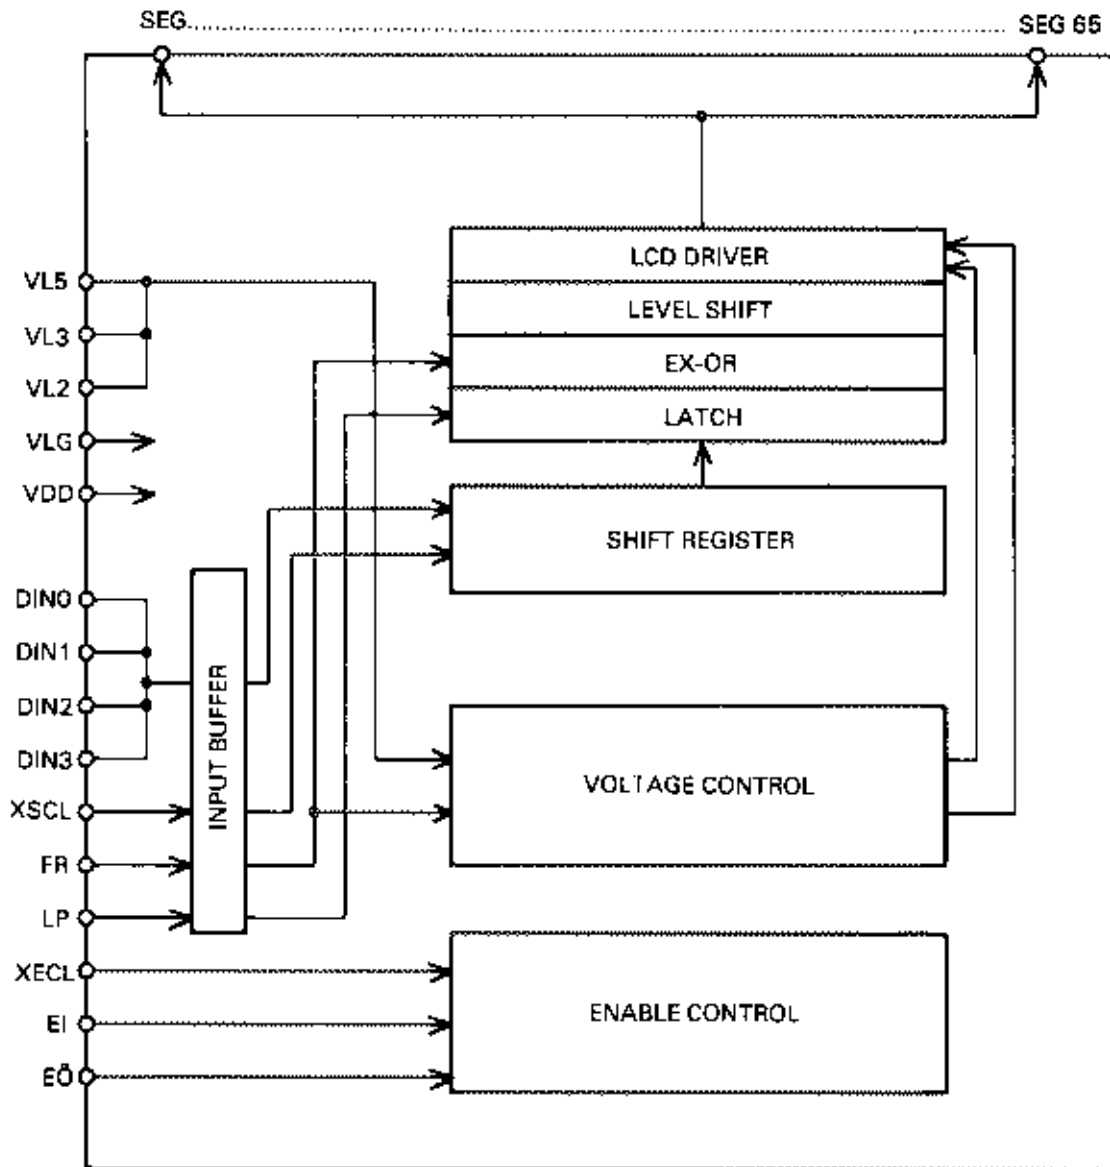 SEG........................ SEG 65
LCD DRIVER
VL5
LEVEL SHIFT
VL3
EX-OR
VL2
LATCH
VLG
VDD
SHIFT REGISTER
DIN0
DIN1
DIN2
DIN3
INPUT BUFFER
VOLTAGE CONTROL
XSCL
FR
LP
XECL
EI
ENABLE CONTROL
EÖ